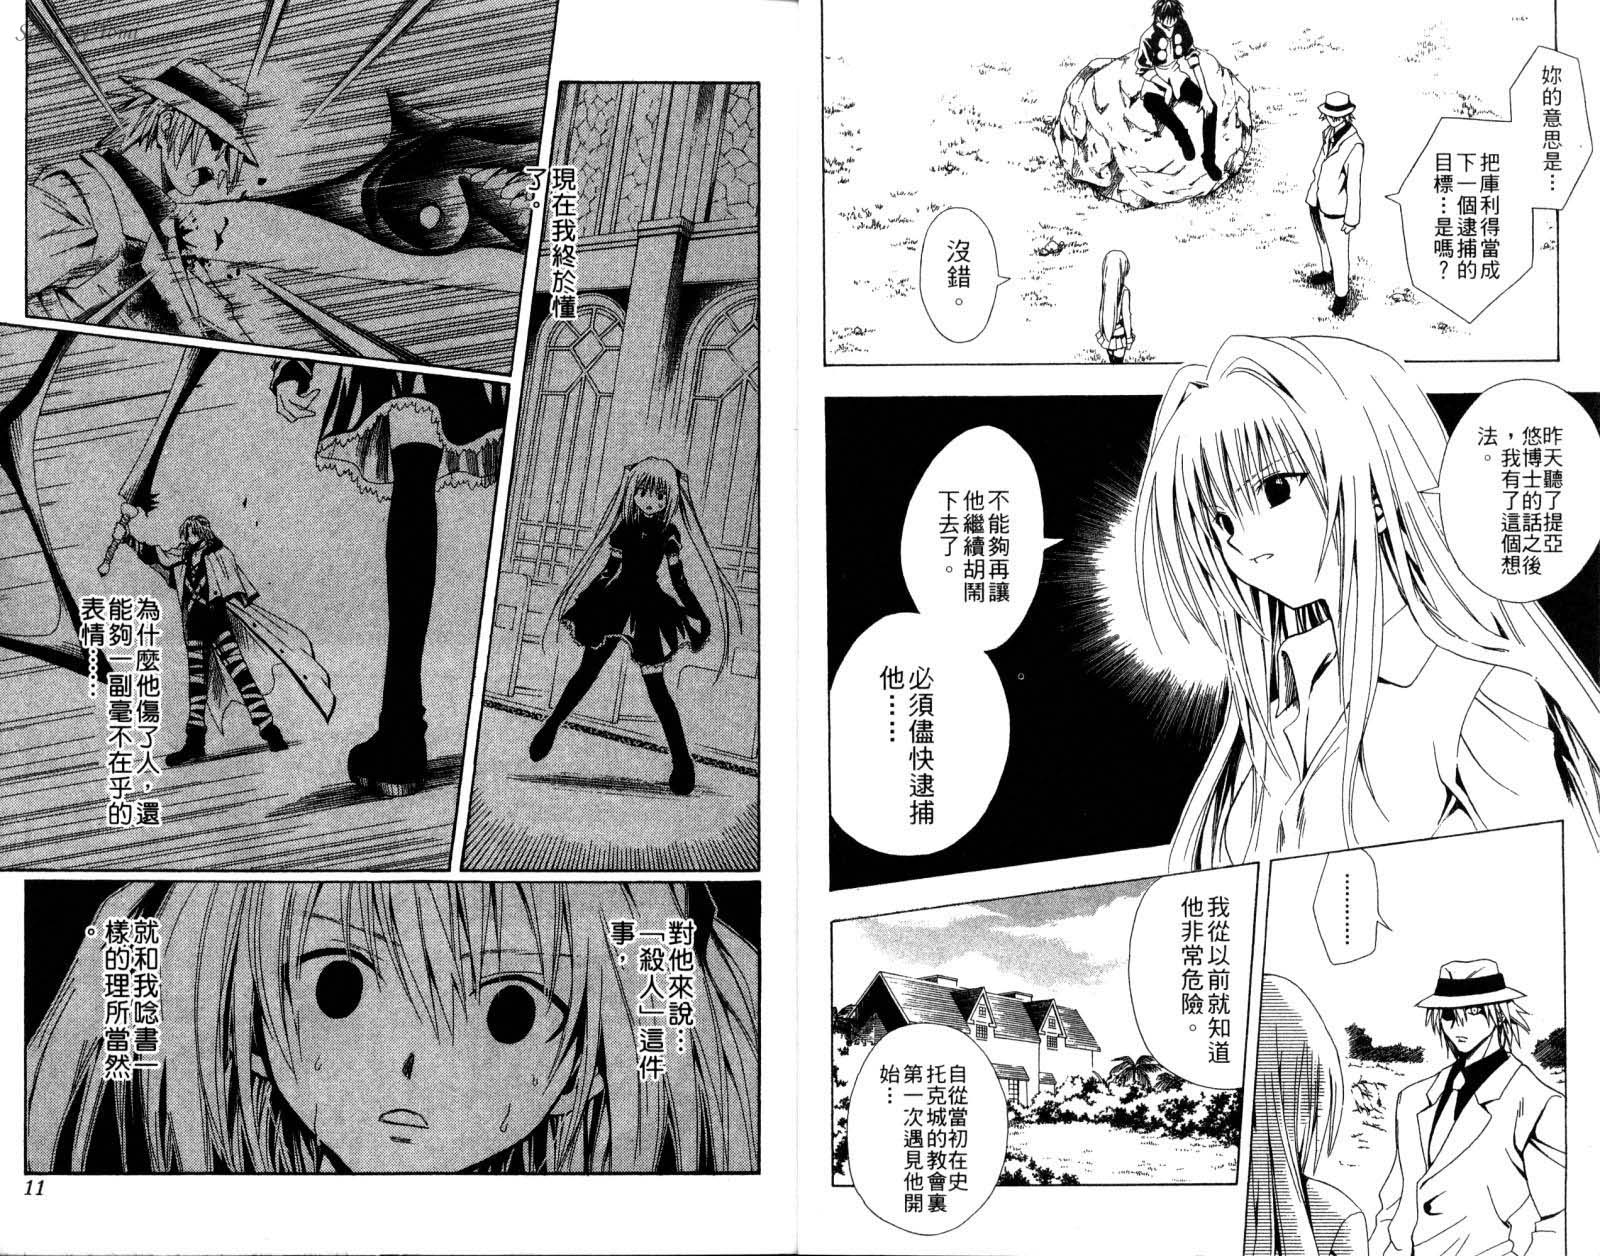 妳的意思是…
把庫利得當成
下一個逮捕的
目標…是嗎?
沒錯。
昨天聽了提亞
悠博士的話之後
，我有了這個想
法。
不能夠再讓
他繼續胡鬧
下去了。
必須儘快逮捕
他……
………
我從以前就知道
他非常危險。
自從當初在史
托克城的教會裏
第一次遇見他開
始…
現在我終於懂
了…
為什麼他傷了人，還
能夠一副毫不在乎的
表情……
對他來說…
「殺人」這件
事，
就和我唸書一
樣的理所當然
。
11